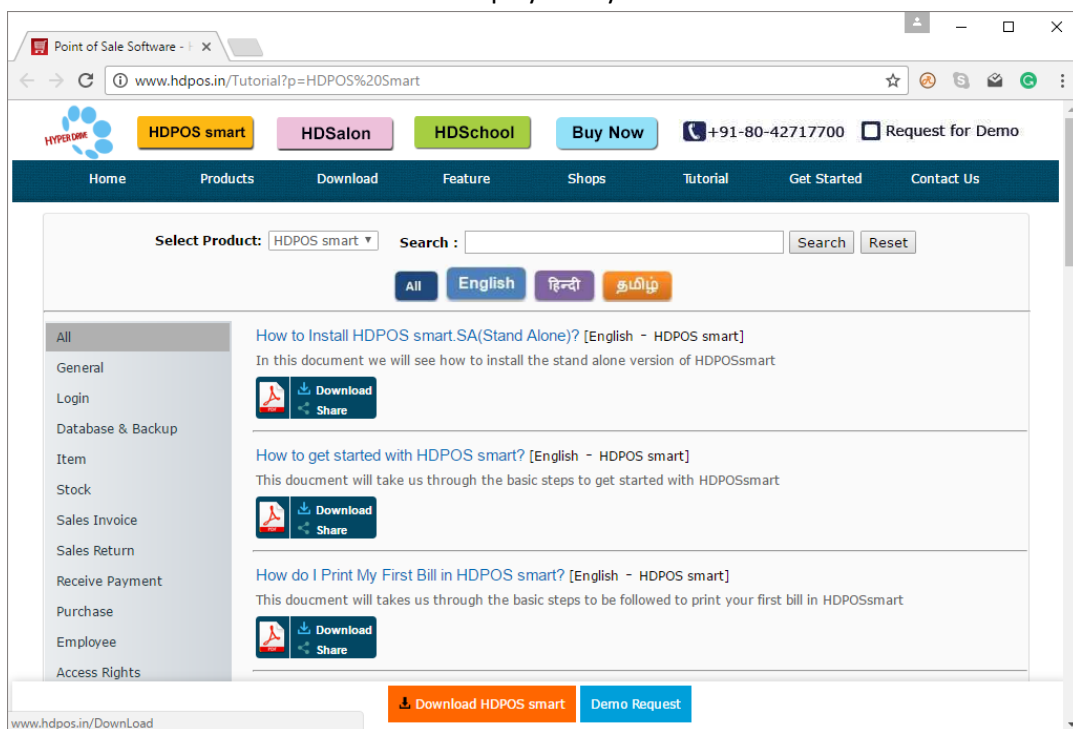 Point of Sale Software - H
www.hdpos.in/Tutorial?p=HDPOS%20Smart
HYPER DRIVE
HDPOS smart HDSalon HDSchool Buy Now +91-80-42717700 Request for Demo
Home Products Download Feature Shops Tutorial Get Started Contact Us
Select Product: HDPOS smart Search : Search Reset
All English हिन्दी தமிழ்
All
General
Login
Database & Backup
Item
Stock
Sales Invoice
Sales Return
Receive Payment
Purchase
Employee
Access Rights
How to Install HDPOS smart.SA(Stand Alone)? [English - HDPOS smart]
In this document we will see how to install the stand alone version of HDPOSsmart
PDF Download
Share
How to get started with HDPOS smart? [English - HDPOS smart]
This doucment will take us through the basic steps to get started with HDPOSsmart
PDF Download
Share
How do I Print My First Bill in HDPOS smart? [English - HDPOS smart]
This doucment will takes us through the basic steps to be followed to print your first bill in HDPOSsmart
PDF Download
Share
Download HDPOS smart Demo Request
www.hdpos.in/DownLoad